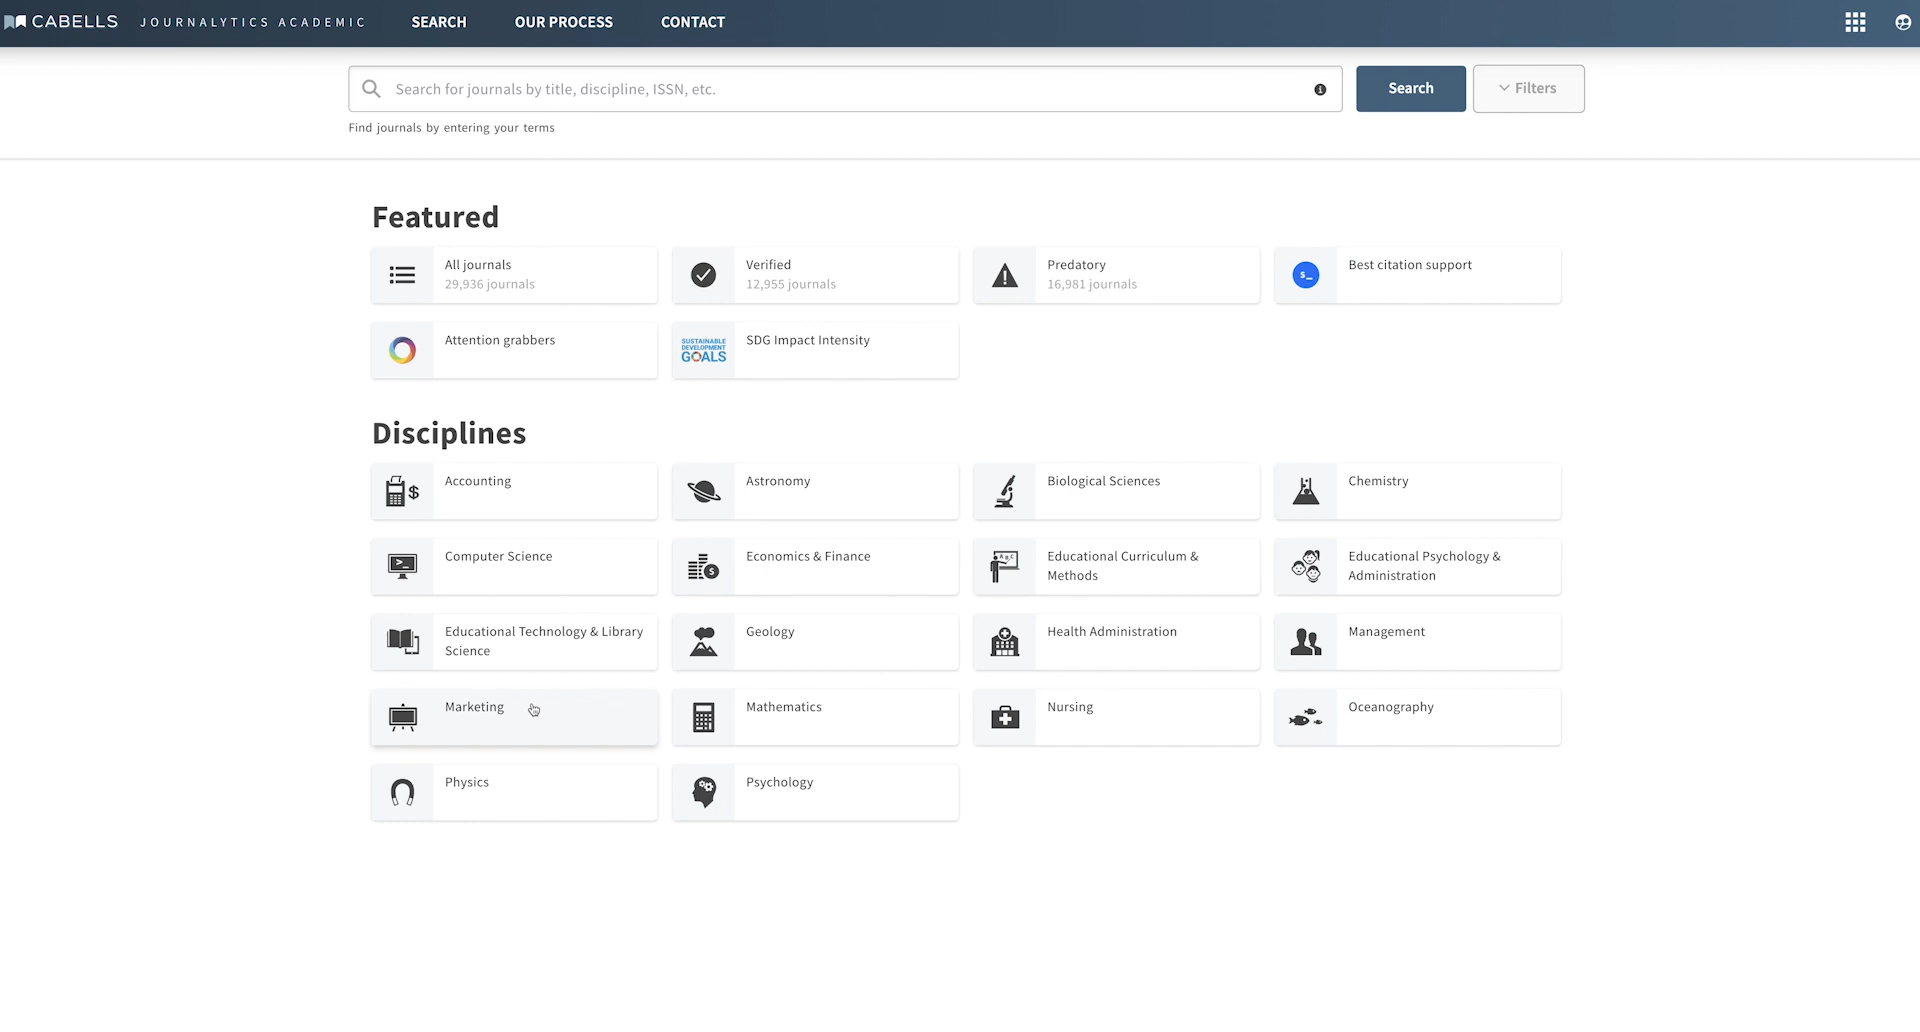 CABELLS JOURNALYTICS ACADEMIC SEARCH OUR PROCESS CONTACT
Search for journals by title, discipline, ISSN, etc.
Search
Filters
Find journals by entering your terms
Featured
All journals
29,936 journals
Verified
12,955 journals
Predatory
16,981 journals
s_
Best citation support
Attention grabbers
SUSTAINABLE
DEVELOPMENT
GOALS
SDG Impact Intensity
Disciplines
$
Accounting
Astronomy
Biological Sciences
Chemistry
>_
Computer Science
$
Economics & Finance
ABC
Educational Curriculum &
Methods
Educational Psychology &
Administration
Educational Technology & Library
Science
Geology
Health Administration
Management
Marketing
Mathematics
Nursing
Oceanography
Physics
Psychology